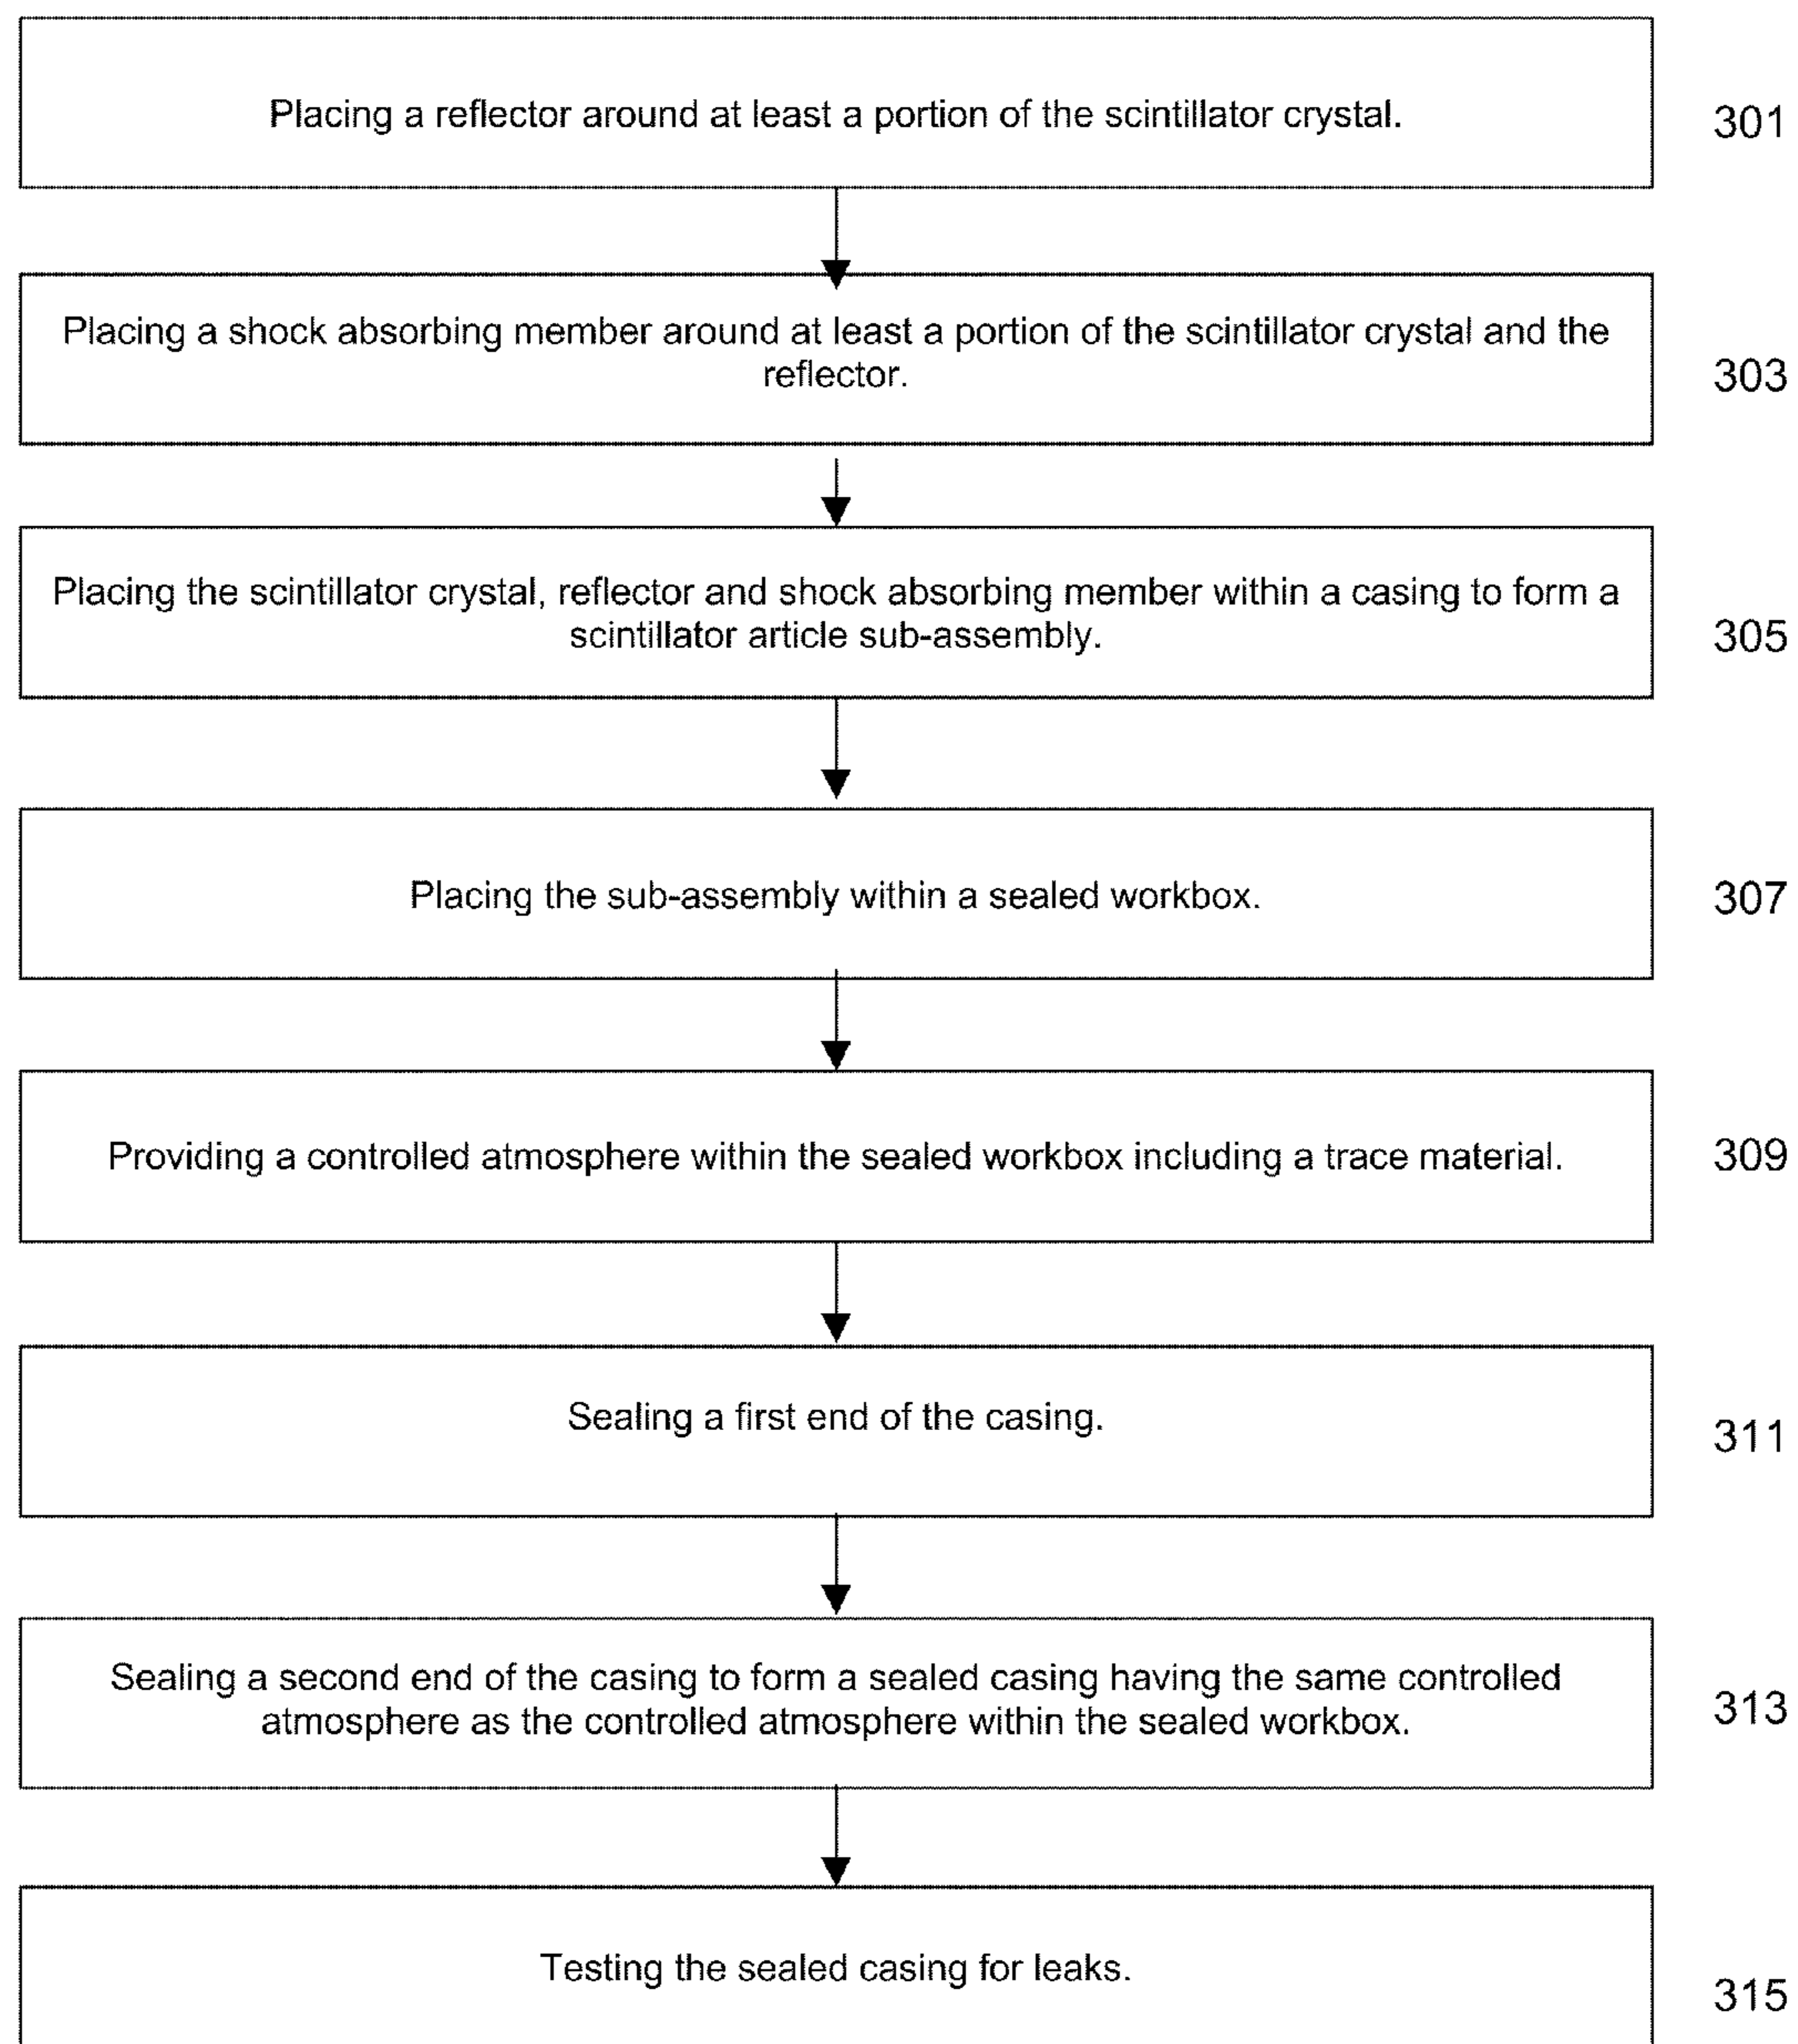 Placing a reflector around at least a portion of the scintillator crystal.
301
Placing a shock absorbing member around at least a portion of the scintillator crystal and the
reflector.
303
Placing the scintillator crystal, reflector and shock absorbing member within a casing to form a
scintillator article sub-assembly.
305
Placing the sub-assembly within a sealed workbox.
307
Providing a controlled atmosphere within the sealed workbox including a trace material.
309
Sealing a first end of the casing.
311
Sealing a second end of the casing to form a sealed casing having the same controlled
atmosphere as the controlled atmosphere within the sealed workbox.
313
Testing the sealed casing for leaks.
315